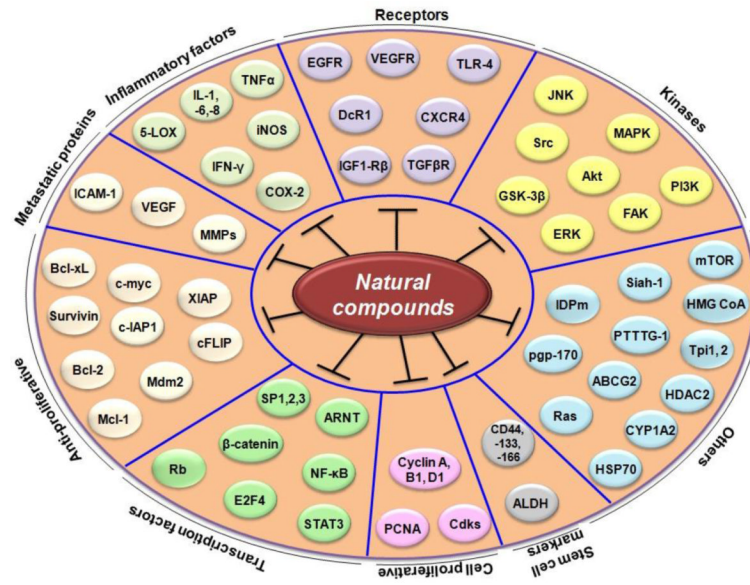 Receptors
EGFR
VEGFR
TLR-4
DcR1
CXCR4
IGF1-Rβ
TGFβR
Kinases
JNK
MAPK
Src
Akt
PI3K
GSK-3β
FAK
ERK
Others
mTOR
Siah-1
IDPm
HMG CoA
PTTTG-1
pgp-170
Tpi1, 2
ABCG2
HDAC2
Ras
CYP1A2
HSP70
Stem cell
markers
CD44,
-133,
-166
ALDH
Cell proliferative
Cyclin A,
B1, D1
PCNA
Cdks
Transcription factors
SP1,2,3
ARNT
β-catenin
Rb
NF-κB
E2F4
STAT3
Anti-proliferative
Bcl-xL
c-myc
XIAP
Survivin
c-IAP1
cFLIP
Bcl-2
Mdm2
Mcl-1
Metastatic proteins
ICAM-1
VEGF
MMPs
Inflammatory factors
TNFα
IL-1,
-6,-8
5-LOX
iNOS
IFN-γ
COX-2
Natural
compounds